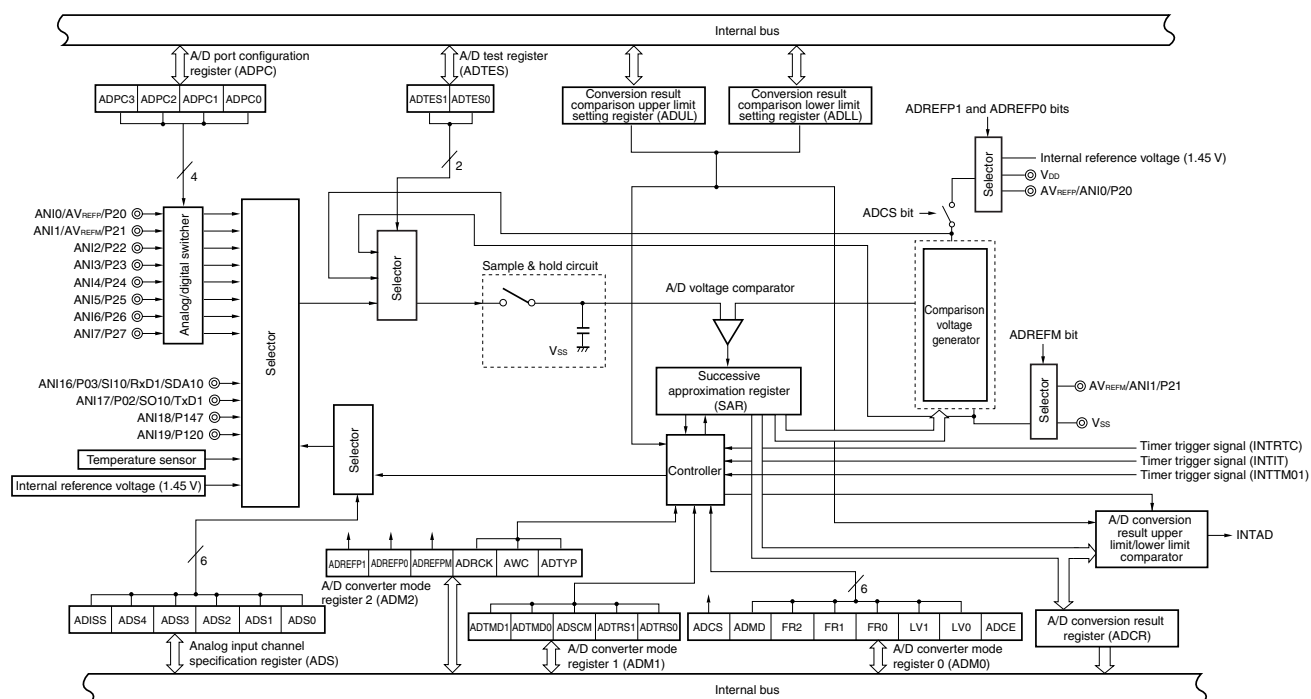 Internal bus
A/D port configuration
register (ADPC)
A/D test register
(ADTES)
ADPC3 ADPC2 ADPC1 ADPC0
ADTES1 ADTES0
Conversion result
comparison upper limit
setting register (ADUL)
Conversion result
comparison lower limit
setting register (ADLL)
ADREFP1 and ADREFP0 bits
4
2
Selector
Internal reference voltage (1.45 V)
VDD
AVREFP/ANI0/P20
ADCS bit
ANI0/AVREFP/P20
ANI1/AVREFM/P21
ANI2/P22
ANI3/P23
ANI4/P24
ANI5/P25
ANI6/P26
ANI7/P27
Analog/digital switcher
Selector
Selector
Sample & hold circuit
VSS
A/D voltage comparator
Comparison
voltage
generator
ADREFM bit
Selector
AVREFM/ANI1/P21
VSS
Successive
approximation register
(SAR)
ANI16/P03/SI10/RxD1/SDA10
ANI17/P02/SO10/TxD1
ANI18/P147
ANI19/P120
Temperature sensor
Internal reference voltage (1.45 V)
Selector
Controller
Timer trigger signal (INTRTC)
Timer trigger signal (INTIT)
Timer trigger signal (INTTM01)
A/D conversion
result upper
limit/lower limit
comparator
INTAD
6
ADREFP1 ADREFP0 ADREFPM ADRCK AWC ADTYP
A/D converter mode
register 2 (ADM2)
6
ADISS ADS4 ADS3 ADS2 ADS1 ADS0
Analog input channel
specification register (ADS)
ADTMD1 ADTMD0 ADSCM ADTRS1 ADTRS0
A/D converter mode
register 1 (ADM1)
ADCS ADMD FR2 FR1 FR0 LV1 LV0 ADCE
A/D converter mode
register 0 (ADM0)
A/D conversion result
register (ADCR)
Internal bus